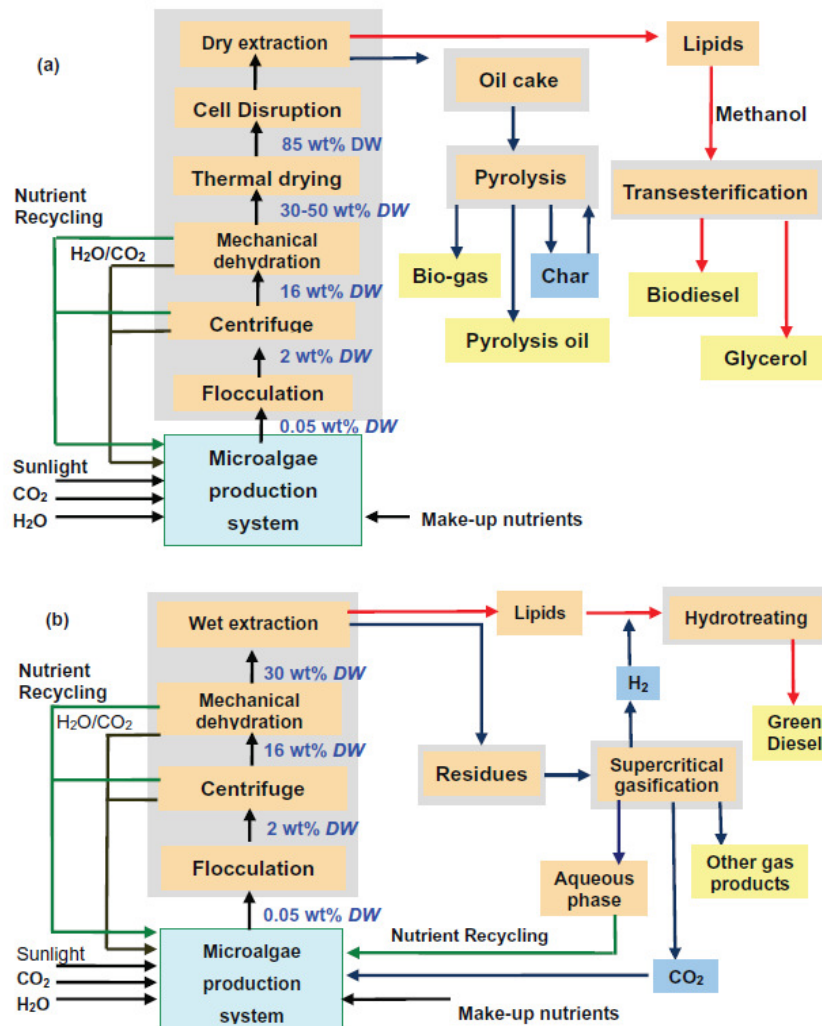 (a)
Dry extraction
Lipids
Oil cake
Cell Disruption
Methanol
85 wt% DW
Thermal drying
Pyrolysis
Transesterification
Nutrient
Recycling
30-50 wt% DW
H₂O/CO₂
Mechanical
dehydration
Bio-gas
Char
Biodiesel
16 wt% DW
Centrifuge
Pyrolysis oil
Glycerol
2 wt% DW
Flocculation
0.05 wt% DW
Sunlight
CO₂
H₂O
Microalgae
production
system
Make-up nutrients
(b)
Wet extraction
Lipids
Hydrotreating
Nutrient
Recycling
30 wt% DW
H₂
H₂O/CO₂
Mechanical
dehydration
Green
Diesel
16 wt% DW
Residues
Supercritical
gasification
Centrifuge
2 wt% DW
Flocculation
Aqueous
phase
Other gas
products
0.05 wt% DW
Nutrient Recycling
Sunlight
CO₂
H₂O
Microalgae
production
system
CO₂
Make-up nutrients